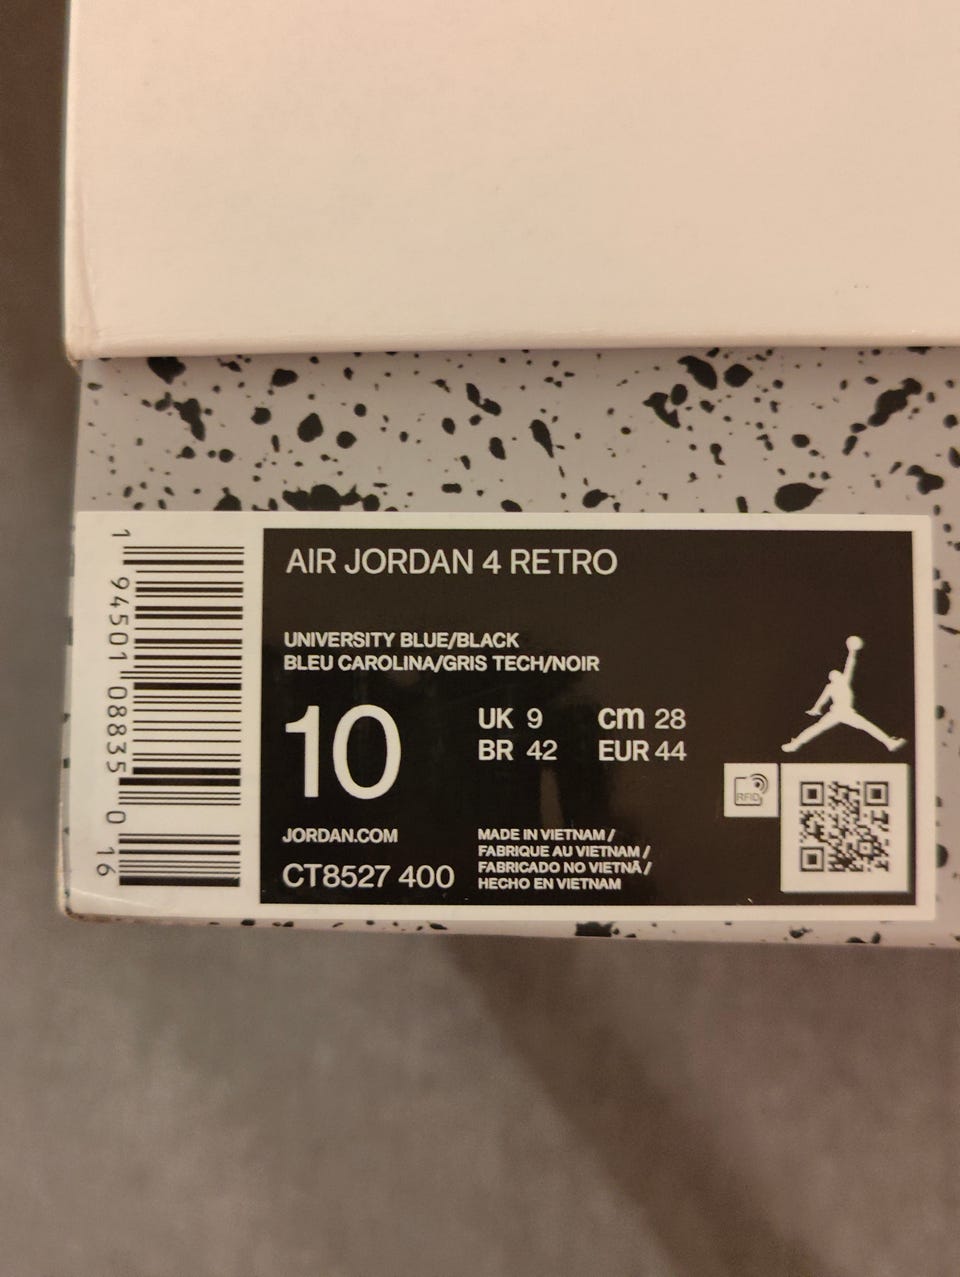 AIR JORDAN 4 RETRO
UNIVERSITY BLUE/BLACK
BLEU CAROLINA/GRIS TECH/NOIR
10
UK 9 cm 28
BR 42 EUR 44
JORDAN.COM
CT8527 400
MADE IN VIETNAM /
FABRIQUE AU VIETNAM /
FABRICADO NO VIETNÃ /
HECHO EN VIETNAM
RFID
1 94501 08835 0 16